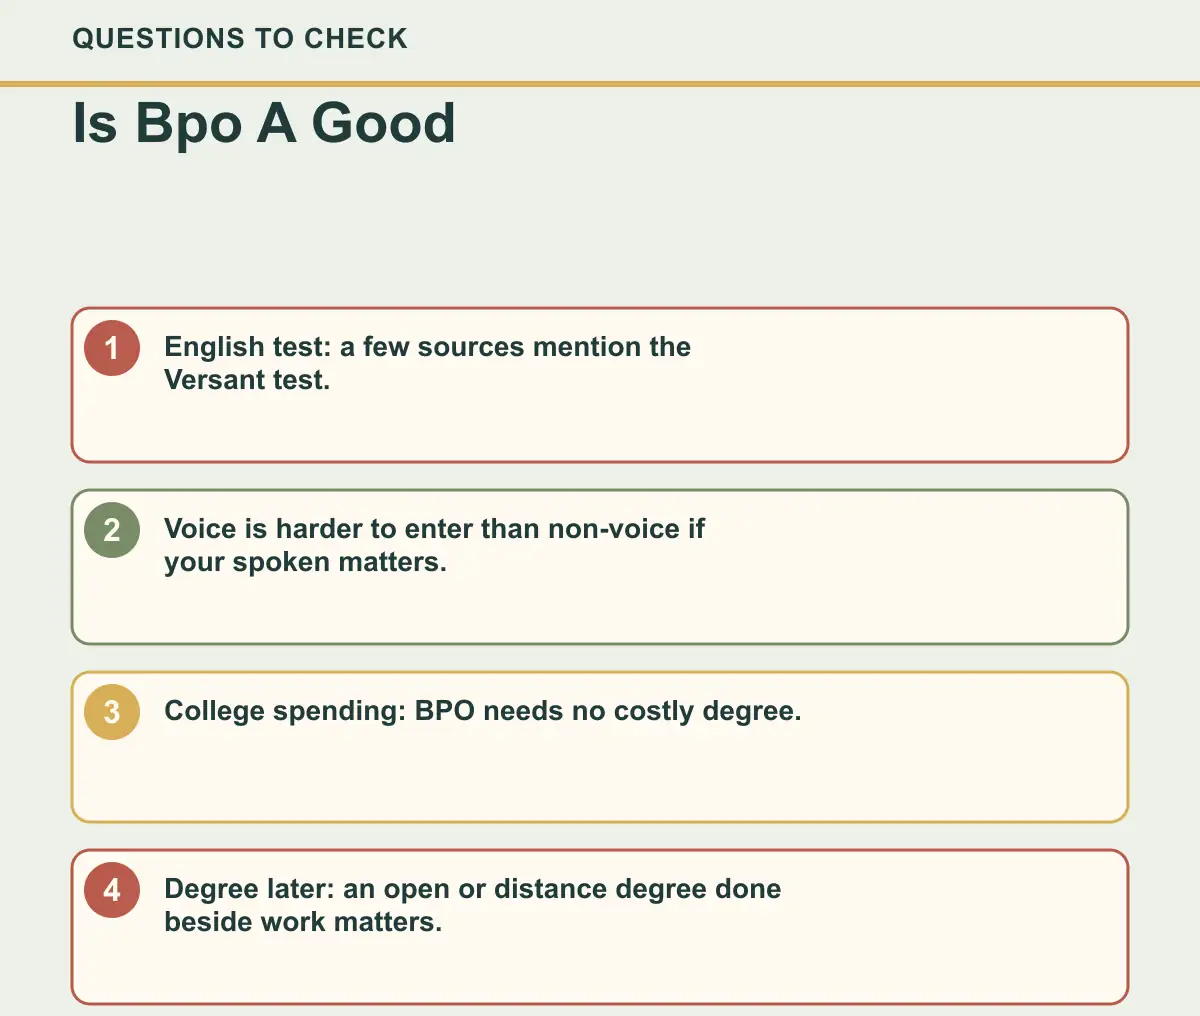 QUESTIONS TO CHECK
Is Bpo A Good
1
English test: a few sources mention the
Versant test.
2
Voice is harder to enter than non-voice if
your spoken matters.
3
College spending: BPO needs no costly degree.
4
Degree later: an open or distance degree done
beside work matters.